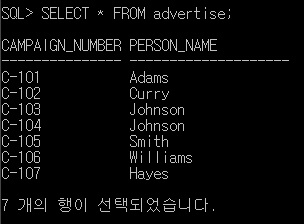 SQL> SELECT * FROM advertise;
CAMPAIGN_NUMBER PERSON_NAME
--------------- --------------------
C-101 Adams
C-102 Curry
C-103 Johnson
C-104 Johnson
C-105 Smith
C-106 Williams
C-107 Hayes
7 개의 행이 선택되었습니다.